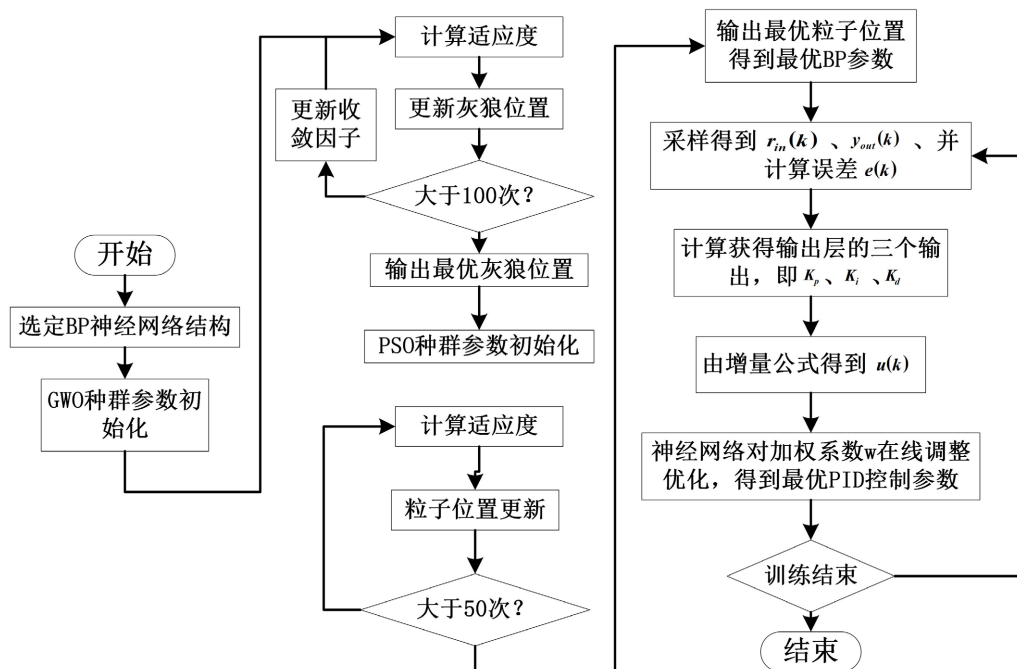 开始
选定BP神经网络结构
GWO种群参数初
始化
计算适应度
更新灰狼位置
更新收
敛因子
大于100次？
输出最优灰狼位置
PSO种群参数初始化
计算适应度
粒子位置更新
大于50次？
输出最优粒子位置
得到最优BP参数
采样得到 r_in(k) 、y_out(k) 、并
计算误差 e(k)
计算获得输出层的三个输
出，即 K_p 、K_i 、K_d
由增量公式得到 u(k)
神经网络对加权系数w在线调整
优化，得到最优PID控制参数
训练结束
结束